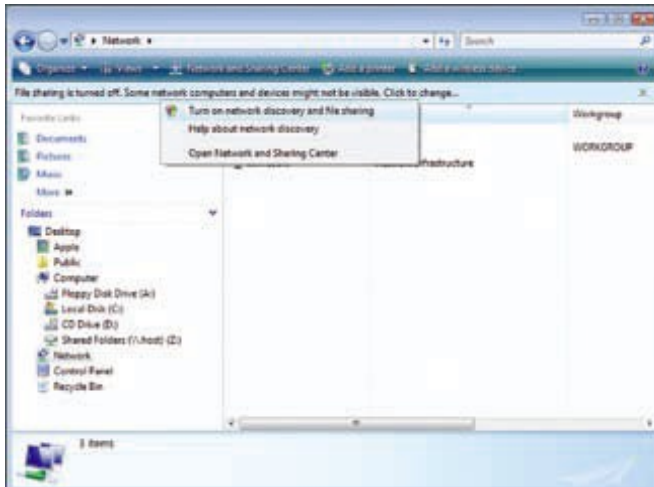 Network
Search
Organize Views Network and Sharing Center Add a printer Add a wireless device
File sharing is turned off. Some network computers and devices might not be visible. Click to change...
Turn on network discovery and file sharing
Help about network discovery
Open Network and Sharing Center
Workgroup
WORKGROUP
Favorite Links
Documents
Pictures
Music
More »
Folders
Desktop
Apple
Public
Computer
Floppy Disk Drive (A:)
Local Disk (C:)
CD Drive (D:)
Shared Folders (\\.host) (Z:)
Network
Control Panel
Recycle Bin
3 items